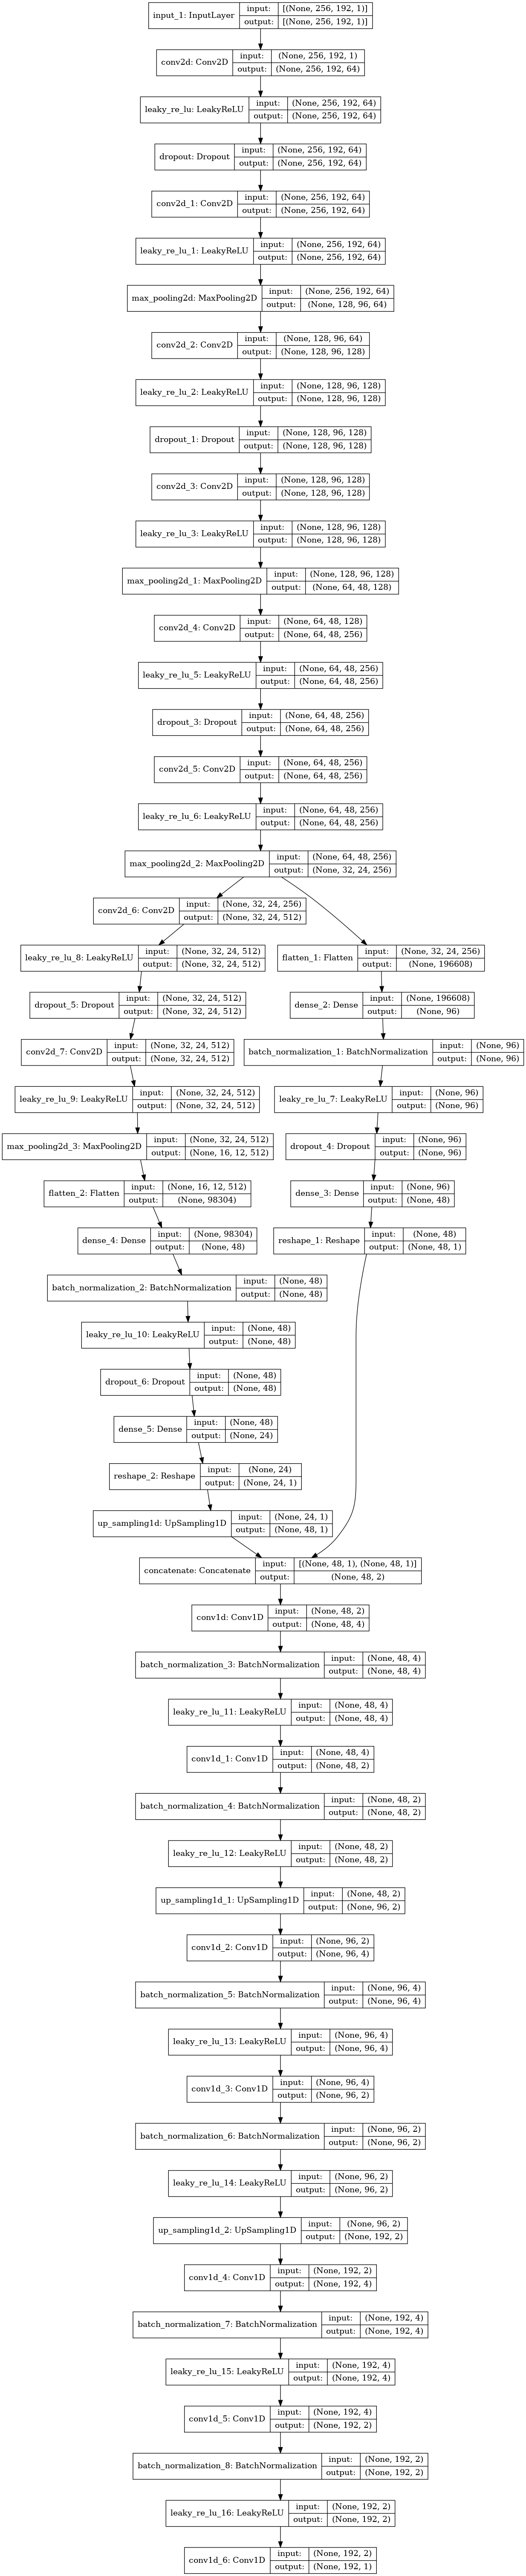 input_1: InputLayer
input: [(None, 256, 192, 1)]
output: [(None, 256, 192, 1)]
conv2d: Conv2D
input: (None, 256, 192, 1)
output: (None, 256, 192, 64)
leaky_re_lu: LeakyReLU
input: (None, 256, 192, 64)
output: (None, 256, 192, 64)
dropout: Dropout
input: (None, 256, 192, 64)
output: (None, 256, 192, 64)
conv2d_1: Conv2D
input: (None, 256, 192, 64)
output: (None, 256, 192, 64)
leaky_re_lu_1: LeakyReLU
input: (None, 256, 192, 64)
output: (None, 256, 192, 64)
max_pooling2d: MaxPooling2D
input: (None, 256, 192, 64)
output: (None, 128, 96, 64)
conv2d_2: Conv2D
input: (None, 128, 96, 64)
output: (None, 128, 96, 128)
leaky_re_lu_2: LeakyReLU
input: (None, 128, 96, 128)
output: (None, 128, 96, 128)
dropout_1: Dropout
input: (None, 128, 96, 128)
output: (None, 128, 96, 128)
conv2d_3: Conv2D
input: (None, 128, 96, 128)
output: (None, 128, 96, 128)
leaky_re_lu_3: LeakyReLU
input: (None, 128, 96, 128)
output: (None, 128, 96, 128)
max_pooling2d_1: MaxPooling2D
input: (None, 128, 96, 128)
output: (None, 64, 48, 128)
conv2d_4: Conv2D
input: (None, 64, 48, 128)
output: (None, 64, 48, 256)
leaky_re_lu_5: LeakyReLU
input: (None, 64, 48, 256)
output: (None, 64, 48, 256)
dropout_3: Dropout
input: (None, 64, 48, 256)
output: (None, 64, 48, 256)
conv2d_5: Conv2D
input: (None, 64, 48, 256)
output: (None, 64, 48, 256)
leaky_re_lu_6: LeakyReLU
input: (None, 64, 48, 256)
output: (None, 64, 48, 256)
max_pooling2d_2: MaxPooling2D
input: (None, 64, 48, 256)
output: (None, 32, 24, 256)
conv2d_6: Conv2D
input: (None, 32, 24, 256)
output: (None, 32, 24, 512)
leaky_re_lu_8: LeakyReLU
input: (None, 32, 24, 512)
output: (None, 32, 24, 512)
flatten_1: Flatten
input: (None, 32, 24, 256)
output: (None, 196608)
dropout_5: Dropout
input: (None, 32, 24, 512)
output: (None, 32, 24, 512)
dense_2: Dense
input: (None, 196608)
output: (None, 96)
conv2d_7: Conv2D
input: (None, 32, 24, 512)
output: (None, 32, 24, 512)
batch_normalization_1: BatchNormalization
input: (None, 96)
output: (None, 96)
leaky_re_lu_9: LeakyReLU
input: (None, 32, 24, 512)
output: (None, 32, 24, 512)
leaky_re_lu_7: LeakyReLU
input: (None, 96)
output: (None, 96)
max_pooling2d_3: MaxPooling2D
input: (None, 32, 24, 512)
output: (None, 16, 12, 512)
dropout_4: Dropout
input: (None, 96)
output: (None, 96)
flatten_2: Flatten
input: (None, 16, 12, 512)
output: (None, 98304)
dense_3: Dense
input: (None, 96)
output: (None, 48)
dense_4: Dense
input: (None, 98304)
output: (None, 48)
reshape_1: Reshape
input: (None, 48)
output: (None, 48, 1)
batch_normalization_2: BatchNormalization
input: (None, 48)
output: (None, 48)
leaky_re_lu_10: LeakyReLU
input: (None, 48)
output: (None, 48)
dropout_6: Dropout
input: (None, 48)
output: (None, 48)
dense_5: Dense
input: (None, 48)
output: (None, 24)
reshape_2: Reshape
input: (None, 24)
output: (None, 24, 1)
up_sampling1d: UpSampling1D
input: (None, 24, 1)
output: (None, 48, 1)
concatenate: Concatenate
input: [(None, 48, 1), (None, 48, 1)]
output: (None, 48, 2)
conv1d: Conv1D
input: (None, 48, 2)
output: (None, 48, 4)
batch_normalization_3: BatchNormalization
input: (None, 48, 4)
output: (None, 48, 4)
leaky_re_lu_11: LeakyReLU
input: (None, 48, 4)
output: (None, 48, 4)
conv1d_1: Conv1D
input: (None, 48, 4)
output: (None, 48, 2)
batch_normalization_4: BatchNormalization
input: (None, 48, 2)
output: (None, 48, 2)
leaky_re_lu_12: LeakyReLU
input: (None, 48, 2)
output: (None, 48, 2)
up_sampling1d_1: UpSampling1D
input: (None, 48, 2)
output: (None, 96, 2)
conv1d_2: Conv1D
input: (None, 96, 2)
output: (None, 96, 4)
batch_normalization_5: BatchNormalization
input: (None, 96, 4)
output: (None, 96, 4)
leaky_re_lu_13: LeakyReLU
input: (None, 96, 4)
output: (None, 96, 4)
conv1d_3: Conv1D
input: (None, 96, 4)
output: (None, 96, 2)
batch_normalization_6: BatchNormalization
input: (None, 96, 2)
output: (None, 96, 2)
leaky_re_lu_14: LeakyReLU
input: (None, 96, 2)
output: (None, 96, 2)
up_sampling1d_2: UpSampling1D
input: (None, 96, 2)
output: (None, 192, 2)
conv1d_4: Conv1D
input: (None, 192, 2)
output: (None, 192, 4)
batch_normalization_7: BatchNormalization
input: (None, 192, 4)
output: (None, 192, 4)
leaky_re_lu_15: LeakyReLU
input: (None, 192, 4)
output: (None, 192, 4)
conv1d_5: Conv1D
input: (None, 192, 4)
output: (None, 192, 2)
batch_normalization_8: BatchNormalization
input: (None, 192, 2)
output: (None, 192, 2)
leaky_re_lu_16: LeakyReLU
input: (None, 192, 2)
output: (None, 192, 2)
conv1d_6: Conv1D
input: (None, 192, 2)
output: (None, 192, 1)